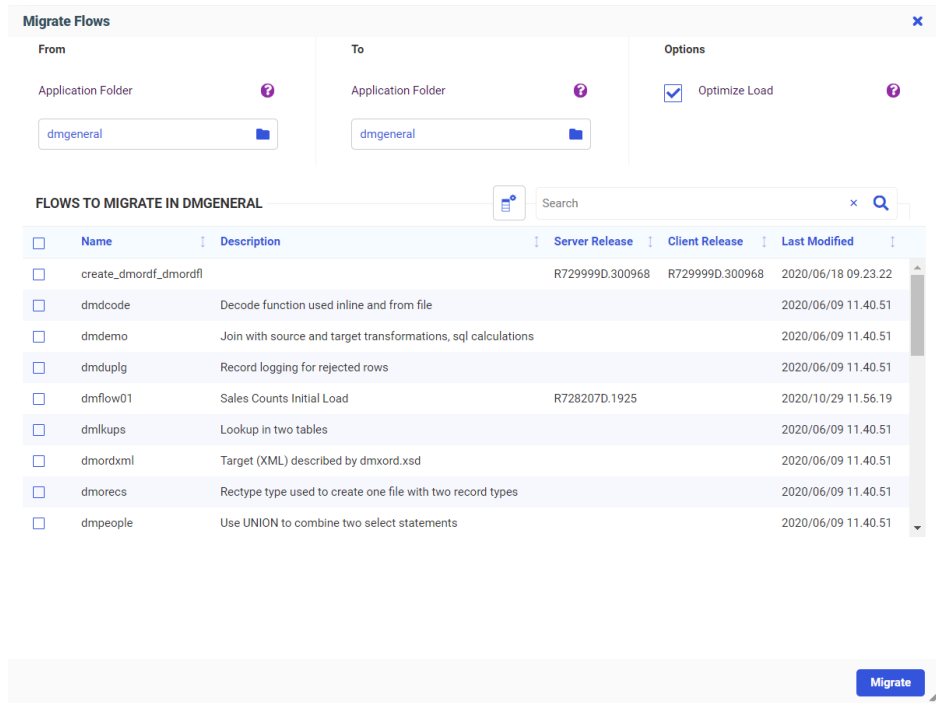 Migrate Flows
From
To
Options
Application Folder
Application Folder
Optimize Load
dmgeneral
dmgeneral
FLOWS TO MIGRATE IN DMGENERAL
Search
Name Description Server Release Client Release Last Modified
create_dmordf_dmordfl R729999D.300968 R729999D.300968 2020/06/18 09.23.22
dmdcode Decode function used inline and from file 2020/06/09 11.40.51
dmdemo Join with source and target transformations, sql calculations 2020/06/09 11.40.51
dmduplg Record logging for rejected rows 2020/06/09 11.40.51
dmflow01 Sales Counts Initial Load R728207D.1925 2020/10/29 11.56.19
dmlkups Lookup in two tables 2020/06/09 11.40.51
dmordxml Target (XML) described by dmxord.xsd 2020/06/09 11.40.51
dmorecs Rectype type used to create one file with two record types 2020/06/09 11.40.51
dmpeople Use UNION to combine two select statements 2020/06/09 11.40.51
Migrate